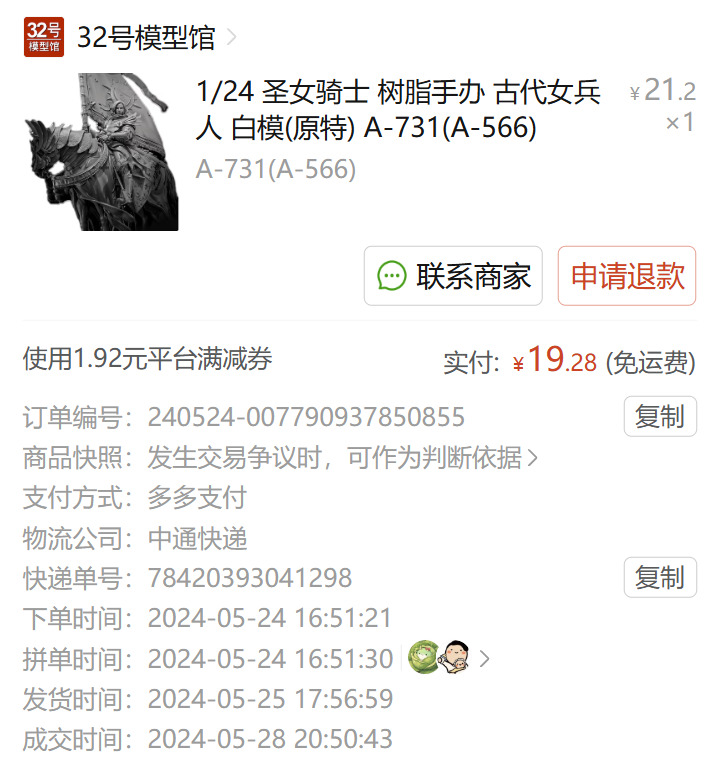 32号
模型馆
32号模型馆
1/24 圣女骑士 树脂手办 古代女兵
¥21.2
人 白模(原特) A-731(A-566)
×1
A-731(A-566)
联系商家
申请退款
使用1.92元平台满减券
实付: ¥19.28 (免运费)
订单编号: 240524-007790937850855
复制
商品快照: 发生交易争议时，可作为判断依据
支付方式: 多多支付
物流公司: 中通快递
快递单号: 78420393041298
复制
下单时间: 2024-05-24 16:51:21
拼单时间: 2024-05-24 16:51:30
发货时间: 2024-05-25 17:56:59
成交时间: 2024-05-28 20:50:43